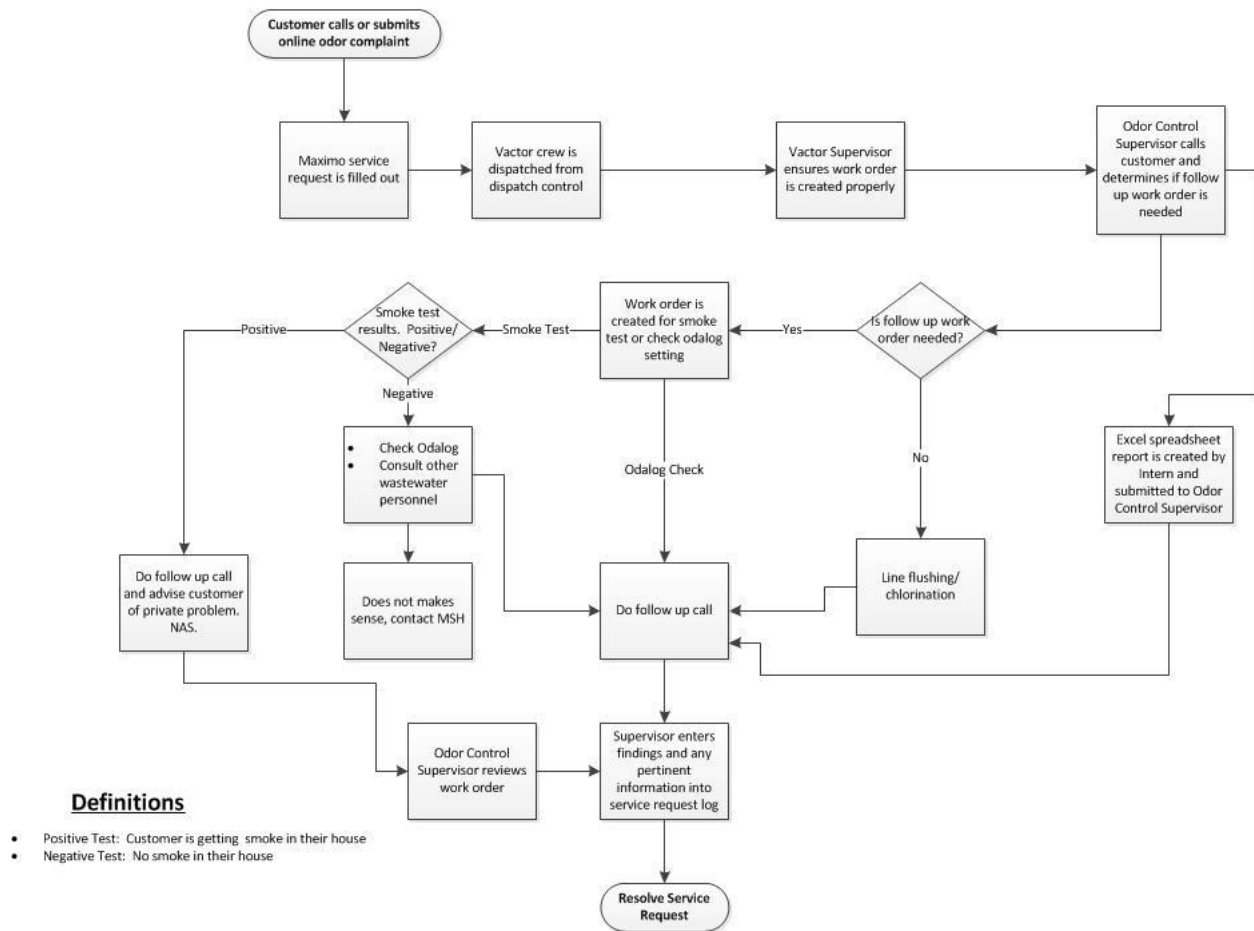 Customer calls or submits
online odor complaint
Maximo service
request is filled out
Vactor crew is
dispatched from
dispatch control
Vactor Supervisor
ensures work order
is created properly
Odor Control
Supervisor calls
customer and
determines if follow
up work order is
needed
Positive
Smoke test
results. Positive/
Negative?
Smoke Test
Work order is
created for smoke
test or check odalog
setting
Yes
Is follow up work
order needed?
Negative
• Check Odalog
• Consult other
wastewater
personnel
Odalog Check
No
Excel spreadsheet
report is created by
Intern and
submitted to Odor
Control Supervisor
Do follow up call
and advise customer
of private problem.
NAS.
Does not makes
sense, contact MSH
Do follow up call
Line flushing/
chlorination
Odor Control
Supervisor reviews
work order
Supervisor enters
findings and any
pertinent
information into
service request log
Definitions
• Positive Test: Customer is getting smoke in their house
• Negative Test: No smoke in their house
Resolve Service
Request